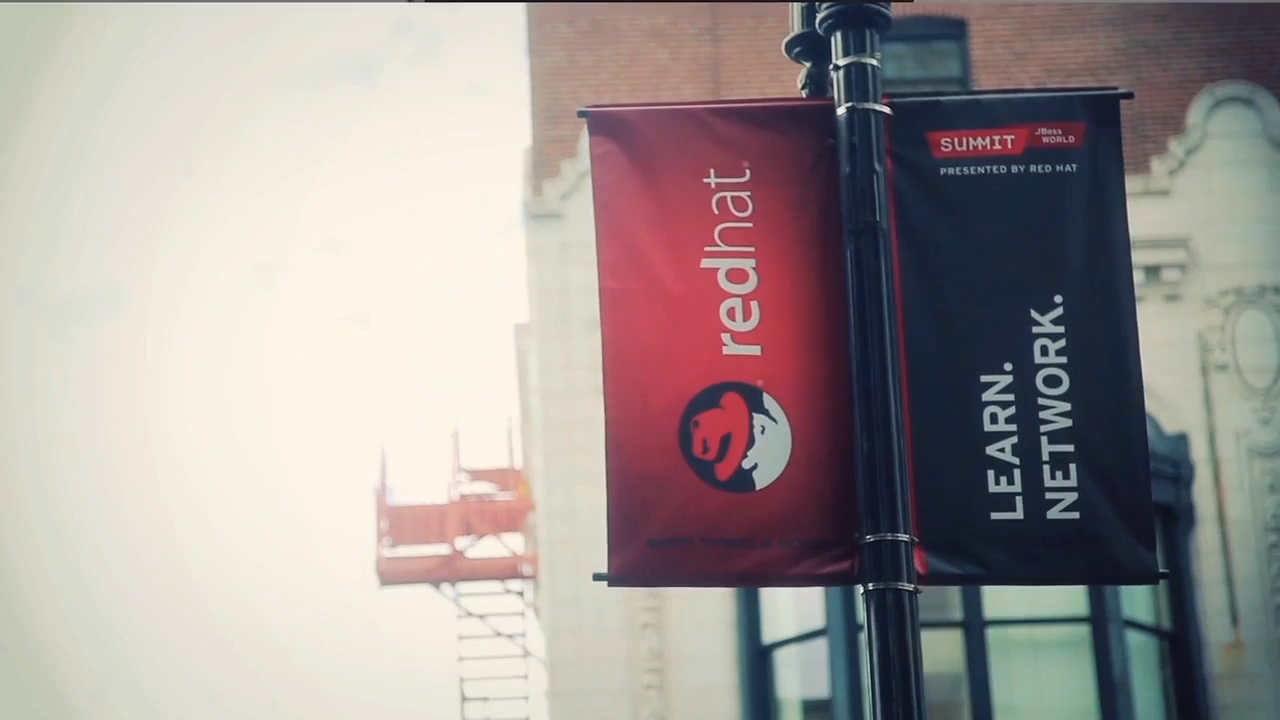 redhat.
SUMMIT
JBoss
WORLD
PRESENTED BY RED HAT
LEARN.
NETWORK.